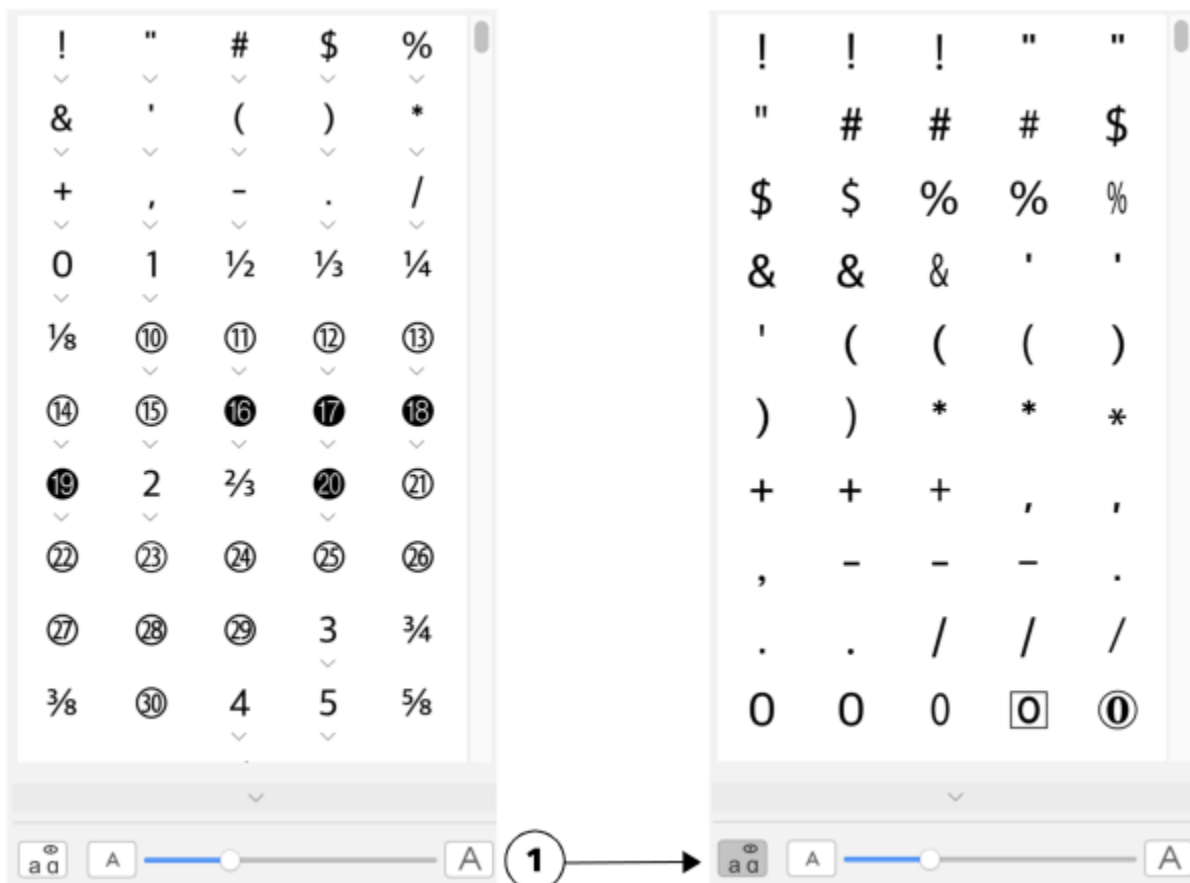 ! " # $ %
& ' ( ) *
+ , - . /
0 1 ½ ⅓ ¼
⅛ ⑩ ⑪ ⑫ ⑬
⑭ ⑮ ⓰ ⓱ ⓲
⓳ 2 ⅔ ⓴ ㉑
㉒ ㉓ ㉔ ㉕ ㉖
㉗ ㉘ ㉙ 3 ¾
⅜ ㉚ 4 5 ⅝
a ɑ A A
1
! ! ! " "
" # # # $
$ $ % % %
& & & ' '
' ( ( ( )
) ) * * *
+ + + , ,
, - - - .
. . / / /
0 0 0 0 0
a ɑ A A